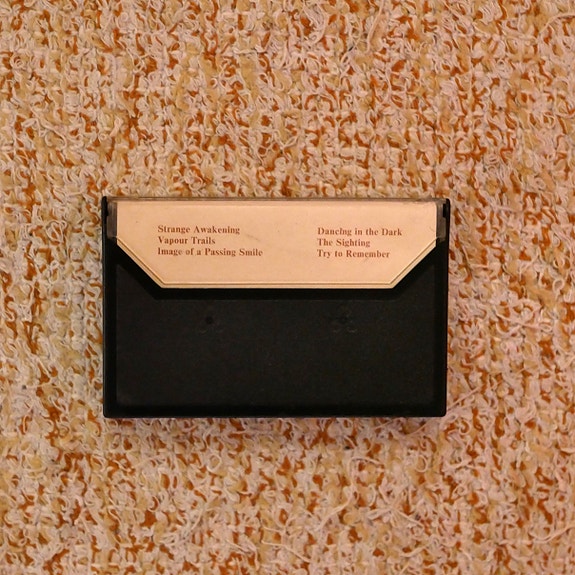 Strange Awakening
Vapour Trails
Image of a Passing Smile
Dancing in the Dark
The Sighting
Try to Remember